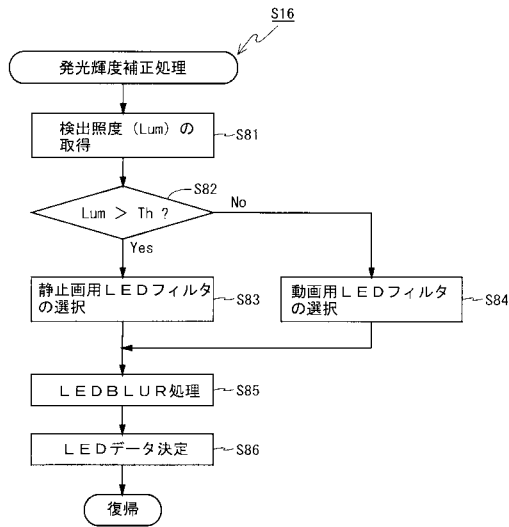 S16
発光輝度補正処理
検出照度（Lum）の
取得
S81
S82
Lum ＞ Th ?
No
Yes
静止画用ＬＥＤフィルタ
の選択
S83
動画用ＬＥＤフィルタ
の選択
S84
ＬＥＤＢＬＵＲ処理
S85
ＬＥＤデータ決定
S86
復帰